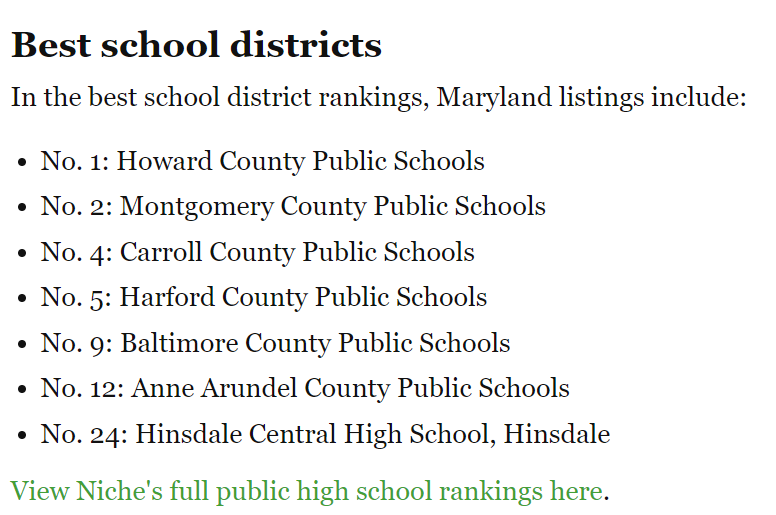 Best school districts
In the best school district rankings, Maryland listings include:
• No. 1: Howard County Public Schools
• No. 2: Montgomery County Public Schools
• No. 4: Carroll County Public Schools
• No. 5: Harford County Public Schools
• No. 9: Baltimore County Public Schools
• No. 12: Anne Arundel County Public Schools
• No. 24: Hinsdale Central High School, Hinsdale
View Niche's full public high school rankings here.